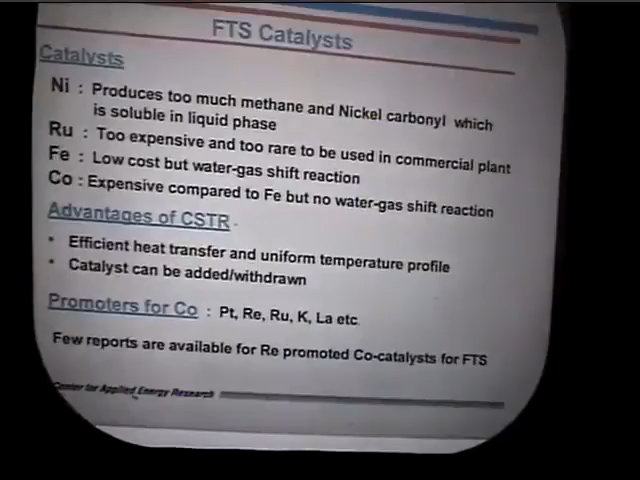 FTS Catalysts
Catalysts
Ni : Produces too much methane and Nickel carbonyl which
is soluble in liquid phase
Ru : Too expensive and too rare to be used in commercial plant
Fe : Low cost but water-gas shift reaction
Co : Expensive compared to Fe but no water-gas shift reaction
Advantages of CSTR
• Efficient heat transfer and uniform temperature profile
• Catalyst can be added/withdrawn
Promoters for Co : Pt, Re, Ru, K, La etc
Few reports are available for Re promoted Co-catalysts for FTS
Center for Applied Energy Research